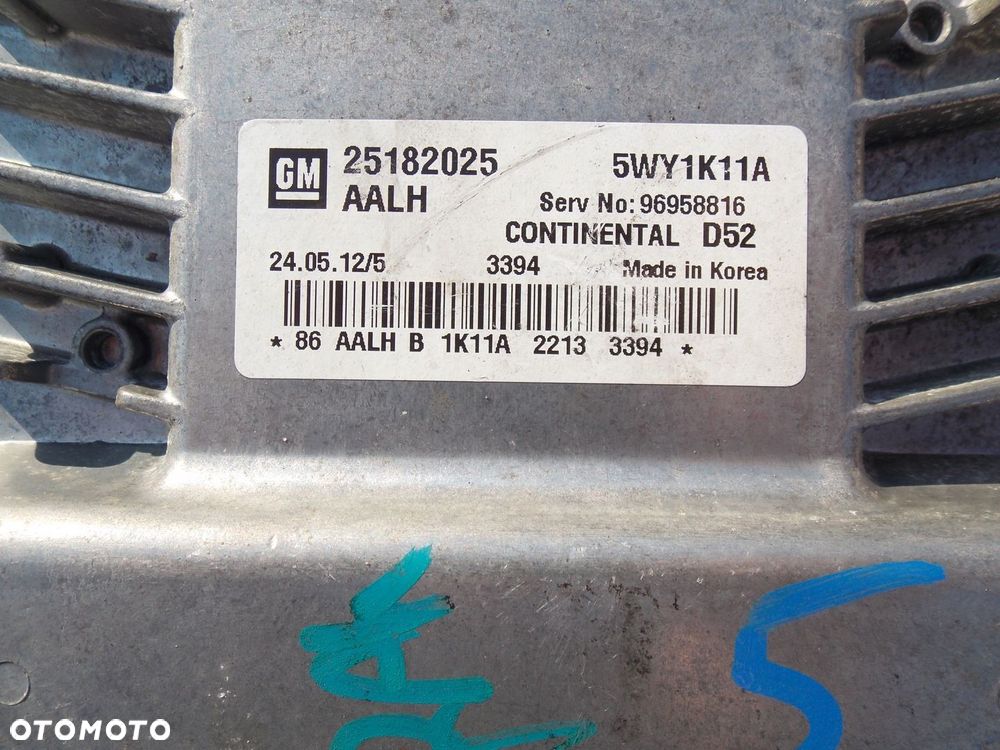 GM 25182025 5WY1K11A
AALH Serv No: 96958816
CONTINENTAL D52
24.05.12/5 3394 Made in Korea
* 86 AALH B 1K11A 2213 3394 *
5
OTOMOTO